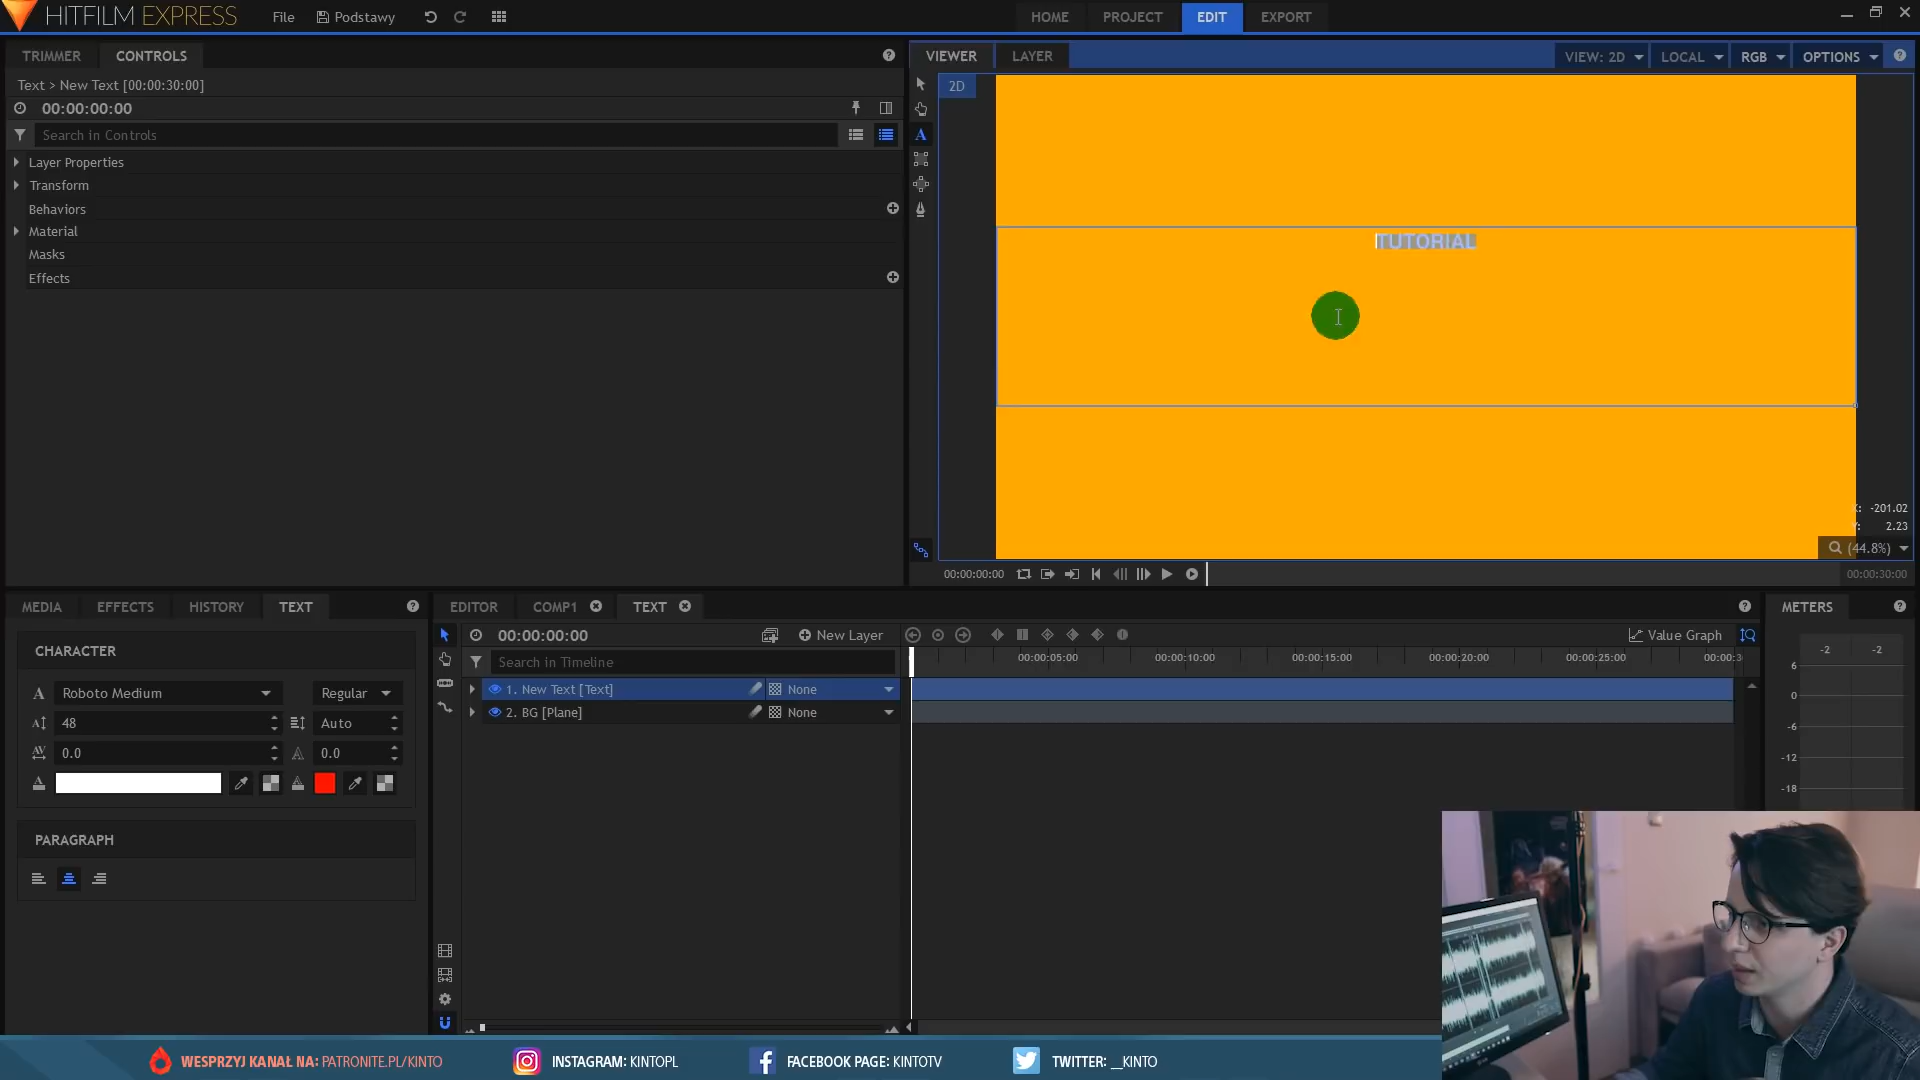 HITFILM EXPRESS
File
Podstawy
HOME
PROJECT
EDIT
EXPORT
TRIMMER
CONTROLS
Text > New Text [00:00:30:00]
00:00:00:00
Search in Controls
Layer Properties
Transform
Behaviors
Material
Masks
Effects
VIEWER
LAYER
VIEW: 2D
LOCAL
RGB
OPTIONS
2D
TUTORIAL
X: -201.02
Y: 2.23
(44.8%)
00:00:00:00
00:00:30:00
MEDIA
EFFECTS
HISTORY
TEXT
CHARACTER
Roboto Medium
Regular
48
Auto
0.0
0.0
PARAGRAPH
EDITOR
COMP1
TEXT
00:00:00:00
New Layer
Value Graph
Search in Timeline
00:00:05:00
00:00:10:00
00:00:15:00
00:00:20:00
00:00:25:00
00:00:3
1. New Text [Text]
None
2. BG [Plane]
None
METERS
-2
-2
6
0
-6
-12
-18
WESPRZYJ KANAŁ NA: PATRONITE.PL/KINTO
INSTAGRAM: KINTOPL
FACEBOOK PAGE: KINTOTV
TWITTER: __KINTO